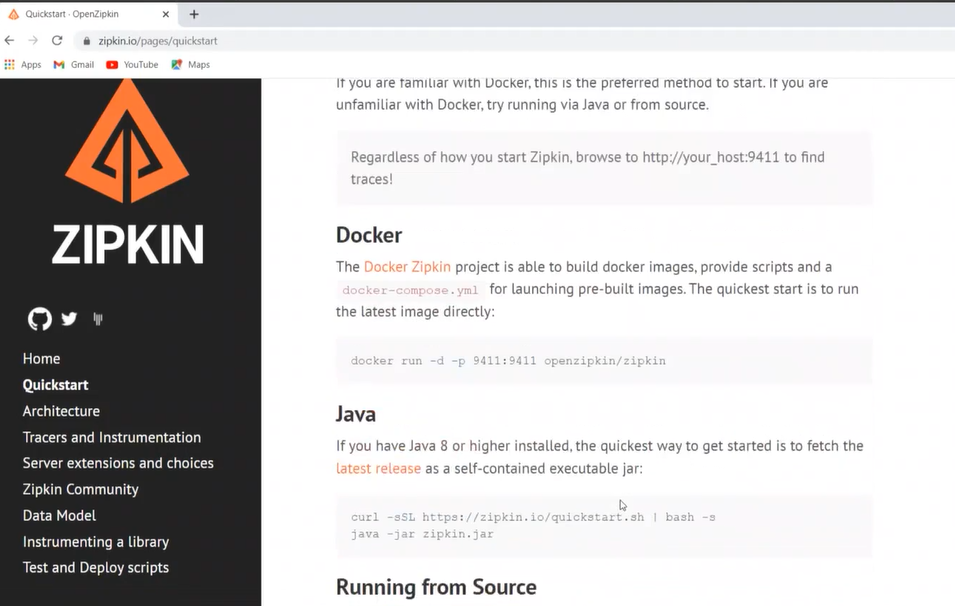 Quickstart · OpenZipkin
zipkin.io/pages/quickstart
Apps Gmail YouTube Maps
ZIPKIN
Home
Quickstart
Architecture
Tracers and Instrumentation
Server extensions and choices
Zipkin Community
Data Model
Instrumenting a library
Test and Deploy scripts
If you are familiar with Docker, this is the preferred method to start. If you are
unfamiliar with Docker, try running via Java or from source.
Regardless of how you start Zipkin, browse to http://your_host:9411 to find
traces!
Docker
The Docker Zipkin project is able to build docker images, provide scripts and a
docker-compose.yml for launching pre-built images. The quickest start is to run
the latest image directly:
docker run -d -p 9411:9411 openzipkin/zipkin
Java
If you have Java 8 or higher installed, the quickest way to get started is to fetch the
latest release as a self-contained executable jar:
curl -sSL https://zipkin.io/quickstart.sh | bash -s
java -jar zipkin.jar
Running from Source